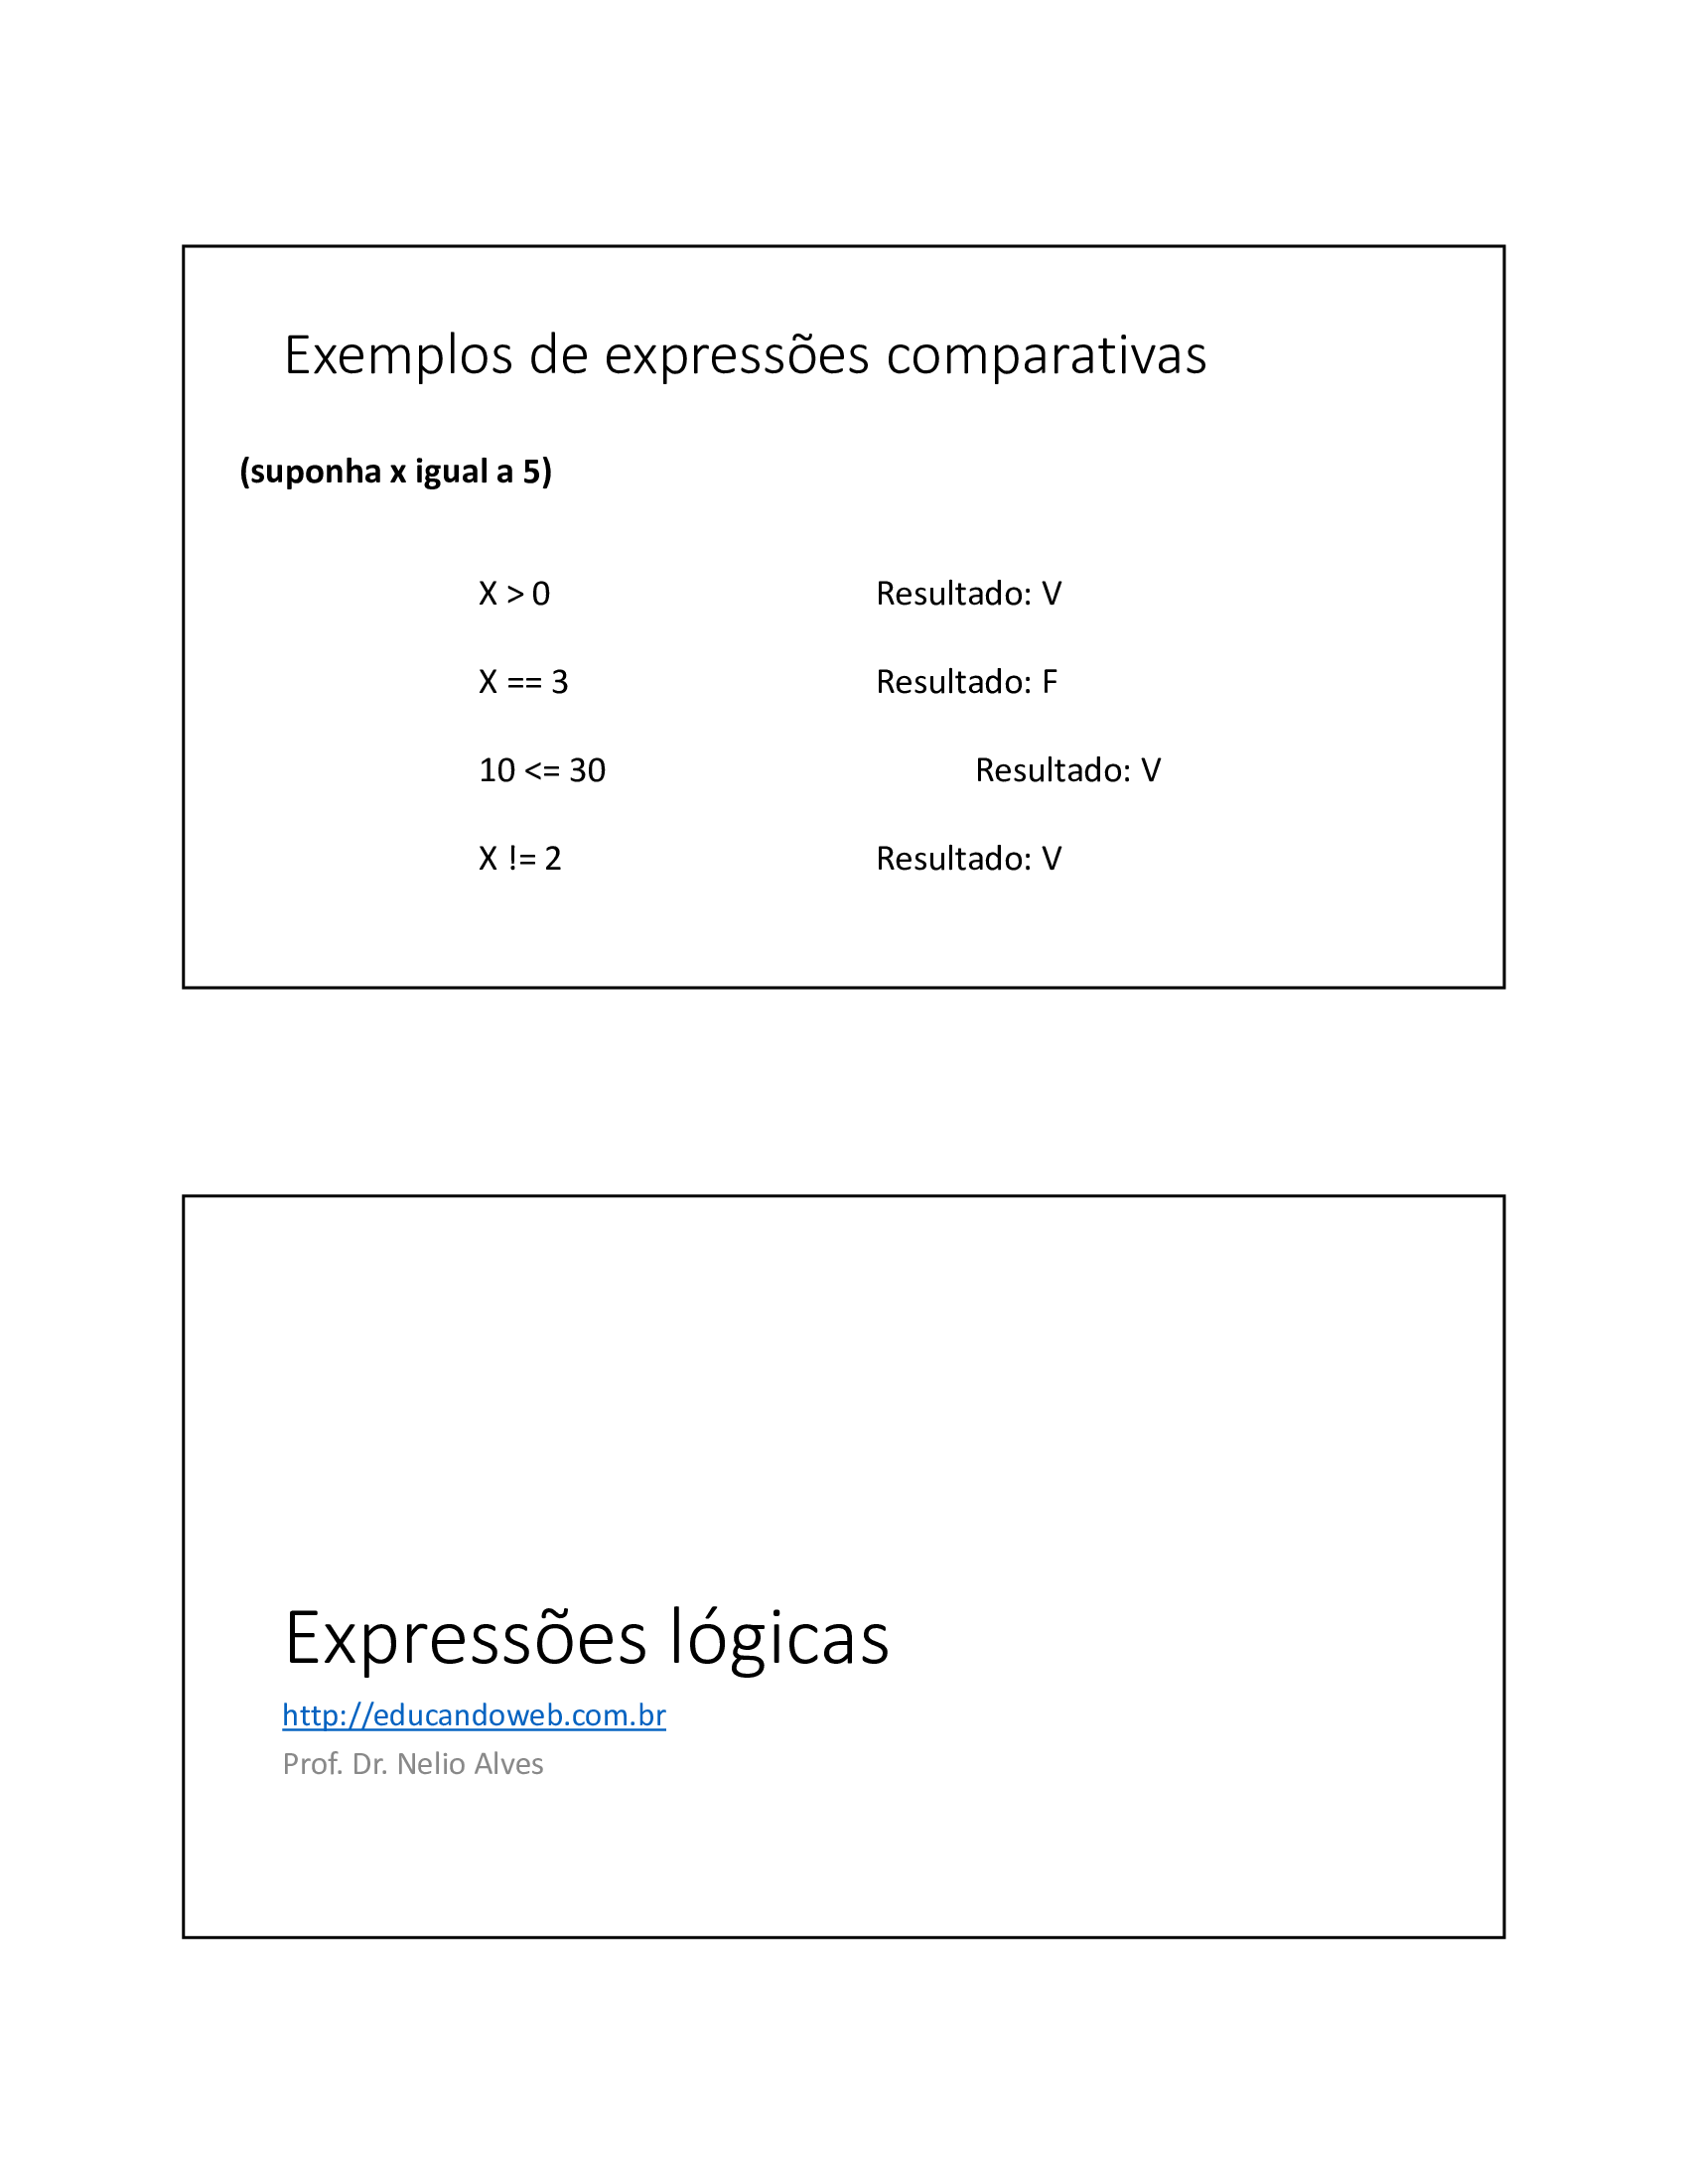 Exemplos de expressões comparativas
(suponha x igual a 5)
X > 0 Resultado: V
X == 3 Resultado: F
10 <= 30 Resultado: V
X != 2 Resultado: V
Expressões lógicas
http://educandoweb.com.br
Prof. Dr. Nelio Alves